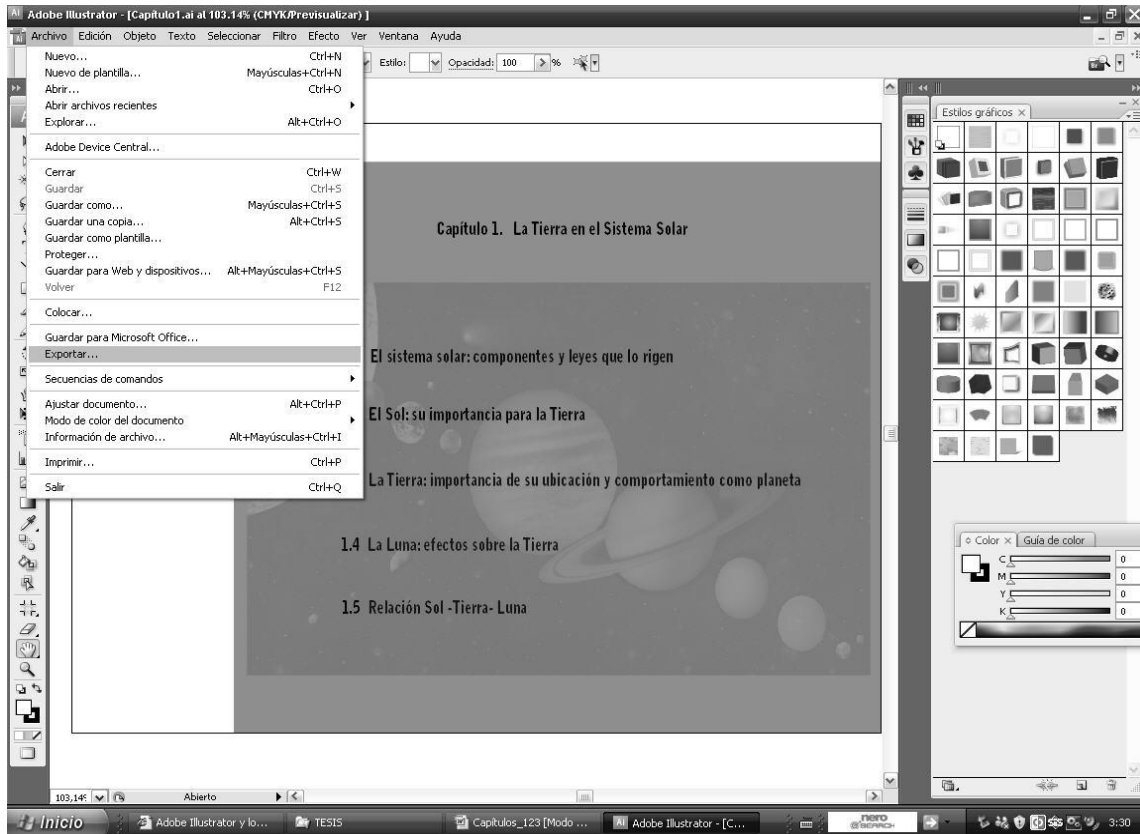 Adobe Illustrator - [Capítulo1.ai al 103.14% (CMYK/Previsualizar) ]
Archivo Edición Objeto Texto Seleccionar Filtro Efecto Ver Ventana Ayuda
Estilo: Opacidad: 100 %
Nuevo... Ctrl+N
Nuevo de plantilla... Mayúsculas+Ctrl+N
Abrir... Ctrl+O
Abrir archivos recientes
Explorar... Alt+Ctrl+O
Adobe Device Central...
Cerrar Ctrl+W
Guardar Ctrl+S
Guardar como... Mayúsculas+Ctrl+S
Guardar una copia... Alt+Ctrl+S
Guardar como plantilla...
Proteger...
Guardar para Web y dispositivos... Alt+Mayúsculas+Ctrl+S
Volver F12
Colocar...
Guardar para Microsoft Office...
Exportar...
Secuencias de comandos
Ajustar documento... Alt+Ctrl+P
Modo de color del documento
Información de archivo... Alt+Mayúsculas+Ctrl+I
Imprimir... Ctrl+P
Salir Ctrl+Q
Capítulo 1. La Tierra en el Sistema Solar
El sistema solar: componentes y leyes que lo rigen
El Sol: su importancia para la Tierra
La Tierra: importancia de su ubicación y comportamiento como planeta
1.4 La Luna: efectos sobre la Tierra
1.5 Relación Sol -Tierra- Luna
Estilos gráficos
Color Guía de color
C 0
M 0
Y 0
K 0
103,14% Abierto
Inicio
Adobe Illustrator y lo...
TESIS
Capítulos_123 [Modo ...
Adobe Illustrator - [C...
nero
SEARCH
3:30